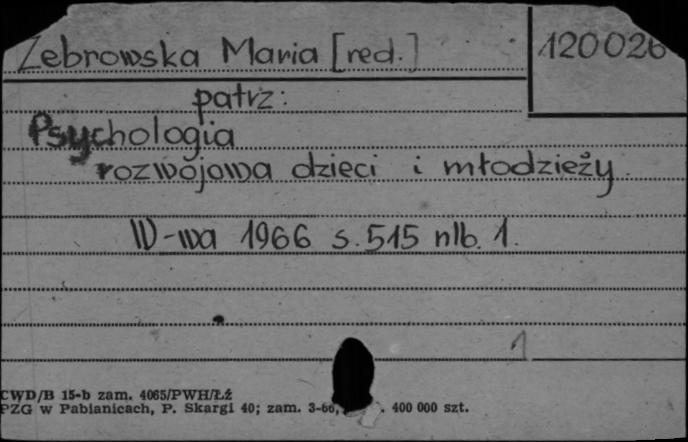 Żebrowska Maria [red.]
120026
patrz:
Psychologia
rozwojowa dzieci i młodzieży.
W-wa 1966 s. 515 nlb. 1.
1
CWD/B 15-b zam. 4065/PWH/Łź
PZG w Pabianicach, P. Skargi 40; zam. 3-66, . 400 000 szt.